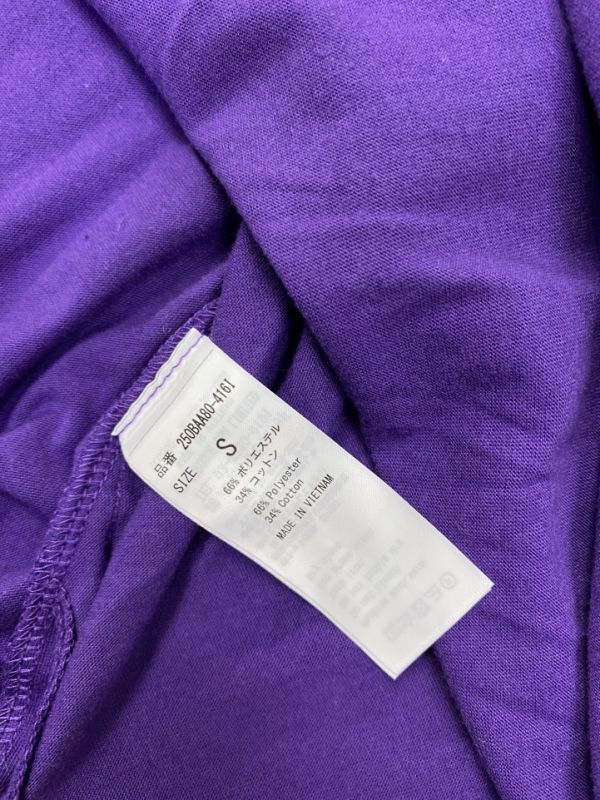 品番 250BAA80-4161
SIZE S
66% ポリエステル
34% コットン
66% Polyester
34% Cotton
MADE IN VIETNAM